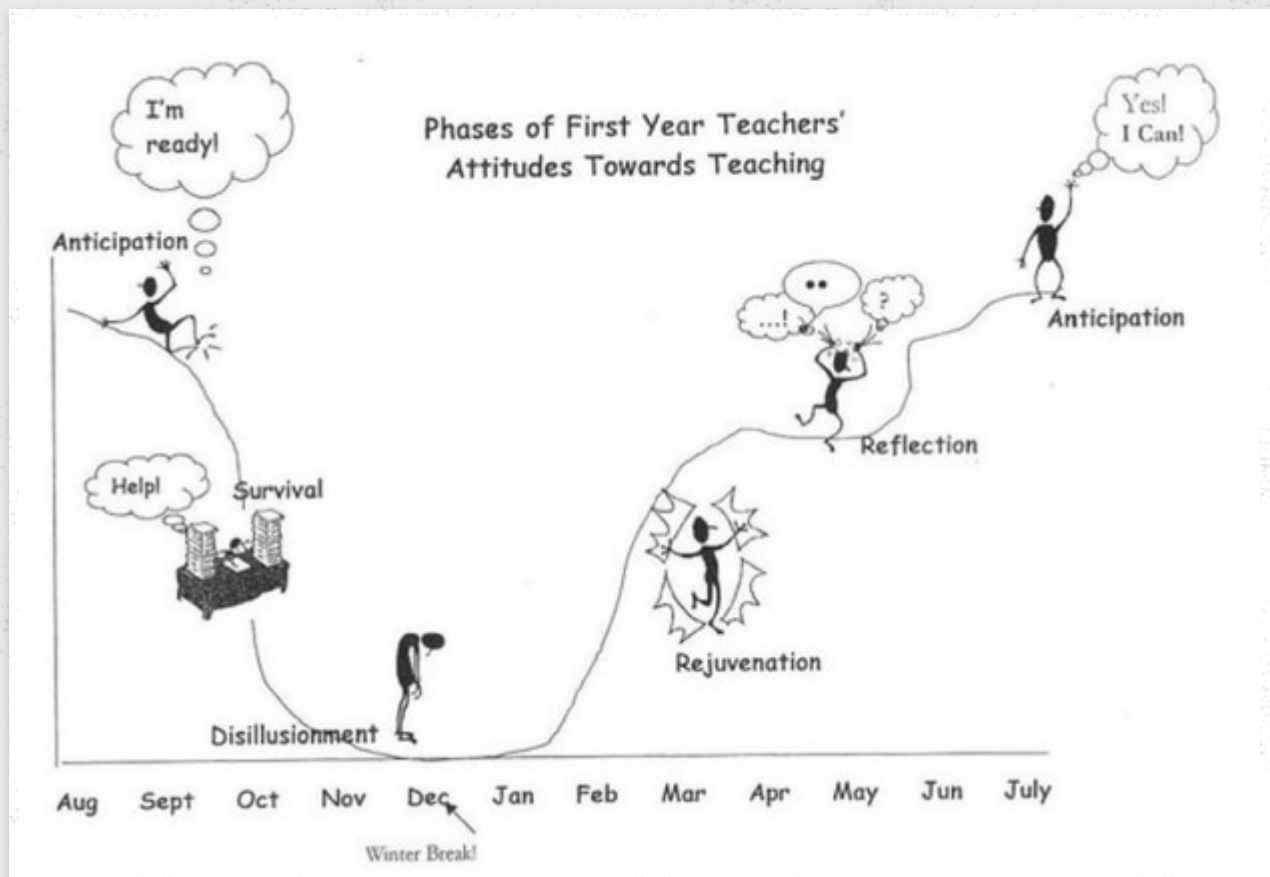 I'm
ready!
Phases of First Year Teachers'
Attitudes Towards Teaching
Yes!
I Can!
Anticipation
...!
?
Anticipation
Reflection
Help!
Survival
Rejuvenation
Disillusionment
Aug Sept Oct Nov Dec Jan Feb Mar Apr May Jun July
Winter Break!